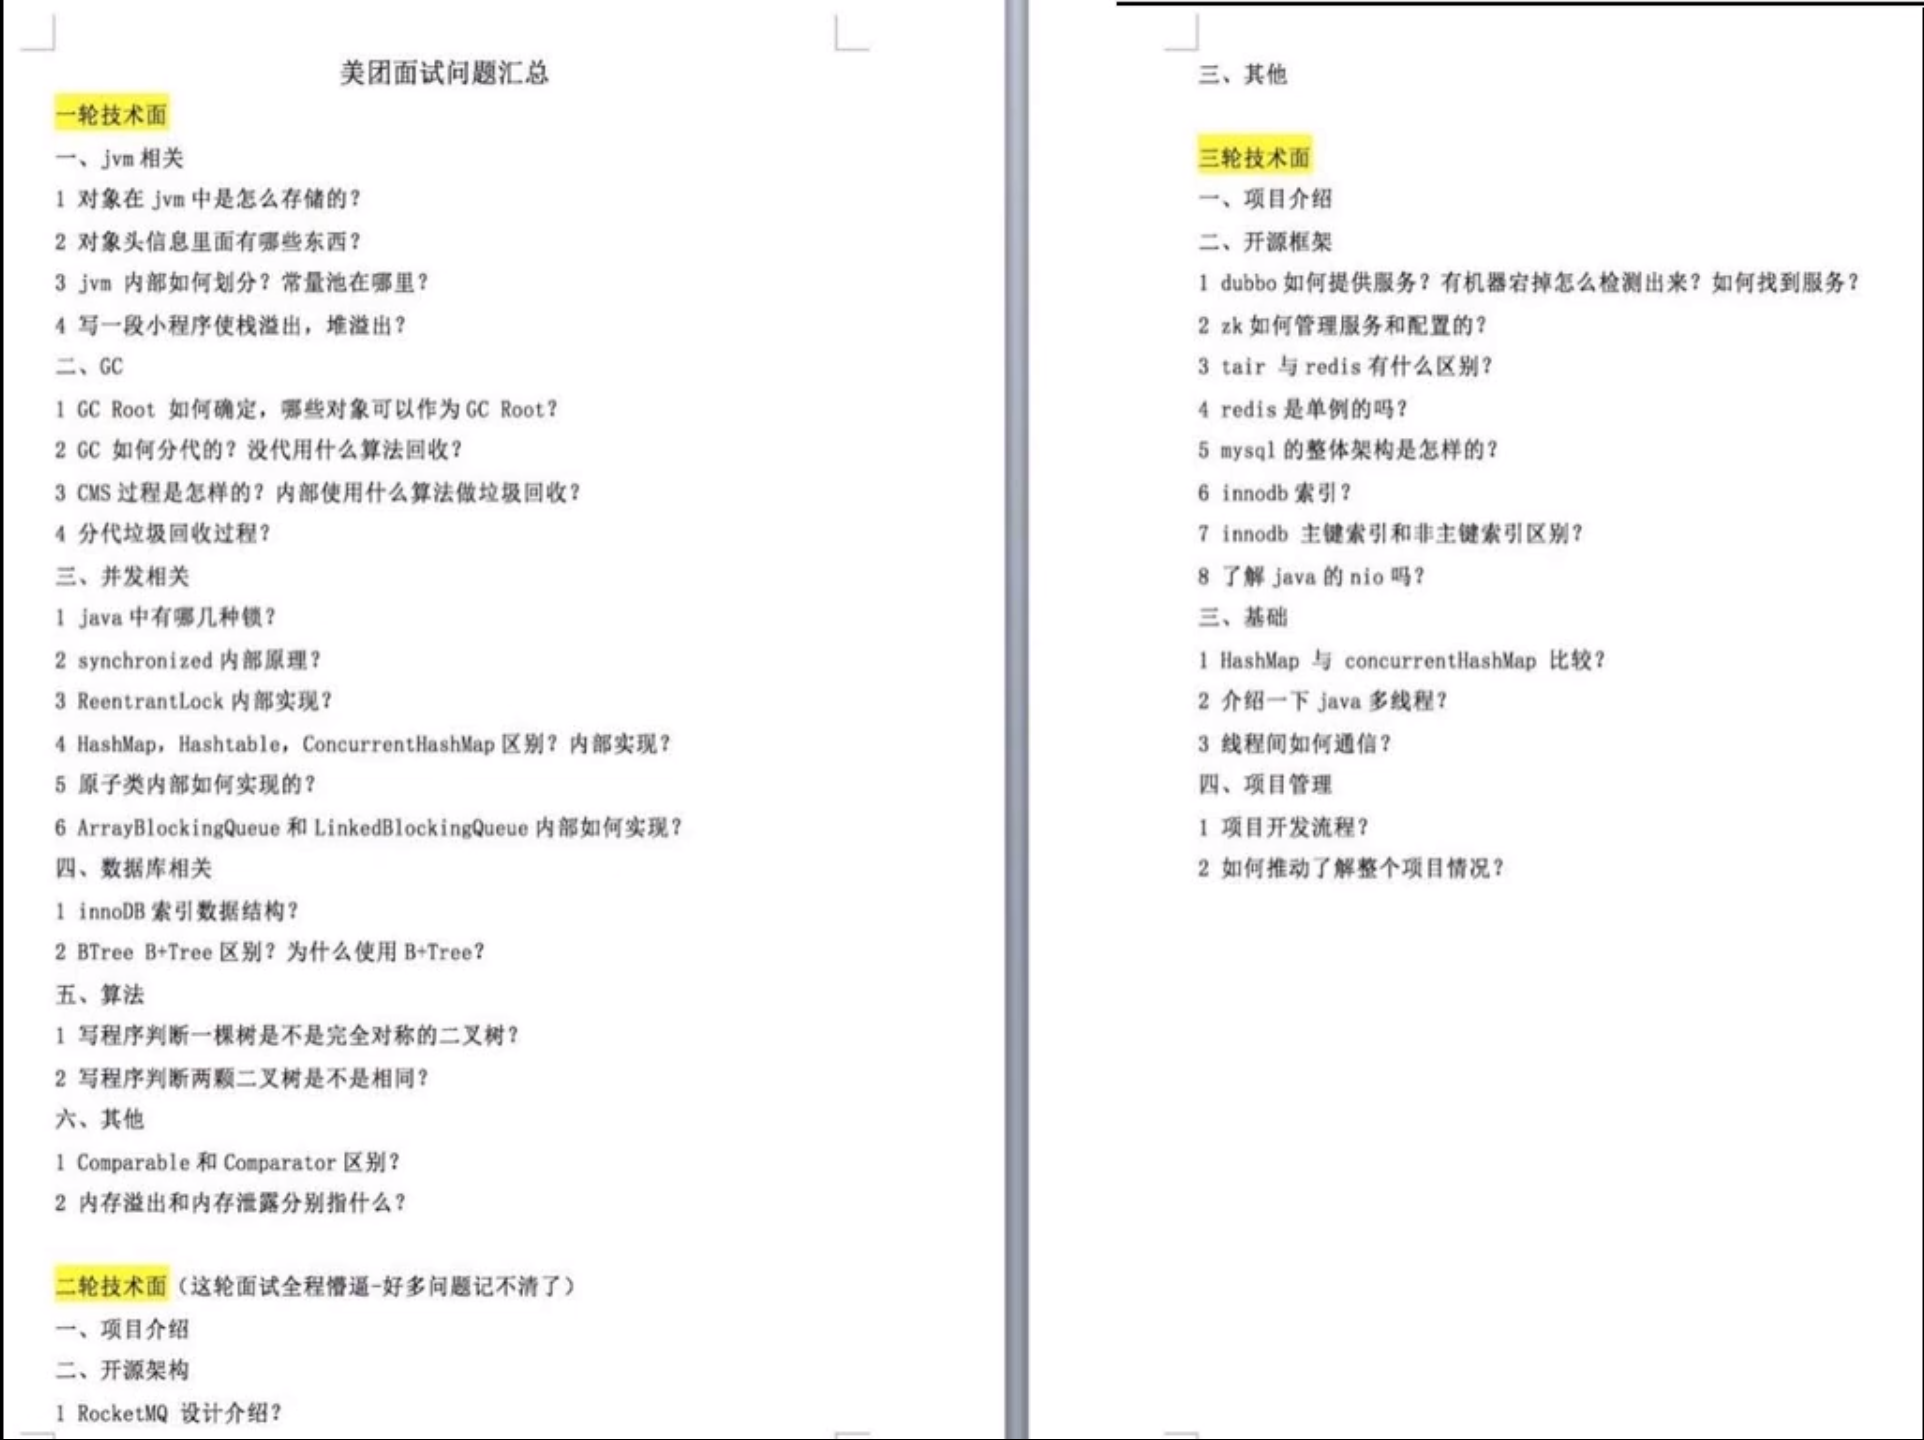 美团面试问题汇总
一轮技术面
一、jvm 相关
1 对象在 jvm 中是怎么存储的？
2 对象头信息里面有哪些东西？
3 jvm 内部如何划分？常量池在哪里？
4 写一段小程序使栈溢出，堆溢出？
二、GC
1 GC Root 如何确定，哪些对象可以作为 GC Root？
2 GC 如何分代的？没代用什么算法回收？
3 CMS 过程是怎样的？内部使用什么算法做垃圾回收？
4 分代垃圾回收过程？
三、并发相关
1 java 中有哪几种锁？
2 synchronized 内部原理？
3 ReentrantLock 内部实现？
4 HashMap，Hashtable，ConcurrentHashMap 区别？内部实现？
5 原子类内部如何实现的？
6 ArrayBlockingQueue 和 LinkedBlockingQueue 内部如何实现？
四、数据库相关
1 innoDB 索引数据结构？
2 BTree B+Tree 区别？为什么使用 B+Tree？
五、算法
1 写程序判断一棵树是不是完全对称的二叉树？
2 写程序判断两颗二叉树是不是相同？
六、其他
1 Comparable 和 Comparator 区别？
2 内存溢出和内存泄露分别指什么？
二轮技术面（这轮面试全程懵逼-好多问题记不清了）
一、项目介绍
二、开源架构
1 RocketMQ 设计介绍？
三、其他
三轮技术面
一、项目介绍
二、开源框架
1 dubbo 如何提供服务？有机器宕掉怎么检测出来？如何找到服务？
2 zk 如何管理服务和配置的？
3 tair 与 redis 有什么区别？
4 redis 是单例的吗？
5 mysql 的整体架构是怎样的？
6 innodb 索引？
7 innodb 主键索引和非主键索引区别？
8 了解 java 的 nio 吗？
三、基础
1 HashMap 与 concurrentHashMap 比较？
2 介绍一下 java 多线程？
3 线程间如何通信？
四、项目管理
1 项目开发流程？
2 如何推动了解整个项目情况？